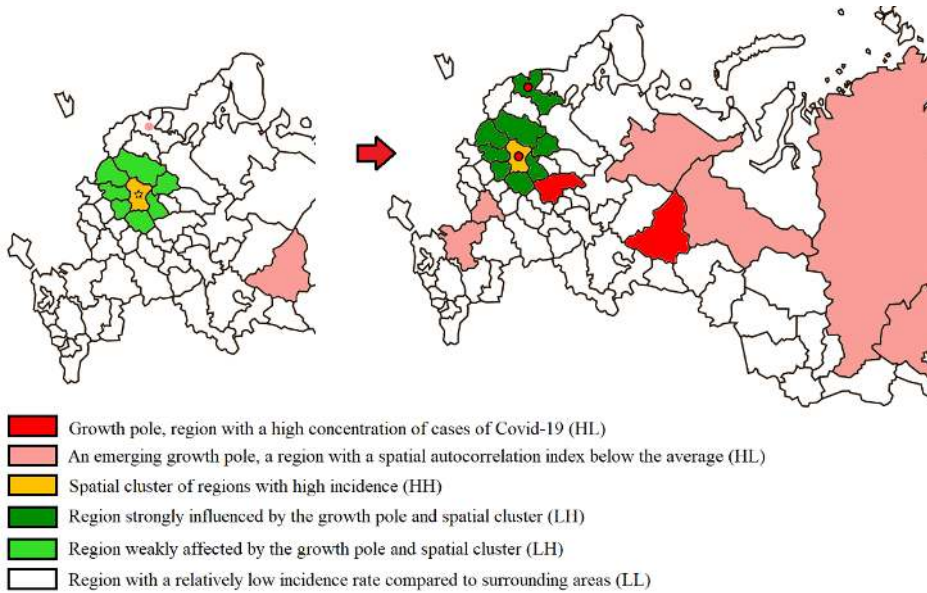 Growth pole, region with a high concentration of cases of Covid-19 (HL)
An emerging growth pole, a region with a spatial autocorrelation index below the average (HL)
Spatial cluster of regions with high incidence (HH)
Region strongly influenced by the growth pole and spatial cluster (LH)
Region weakly affected by the growth pole and spatial cluster (LH)
Region with a relatively low incidence rate compared to surrounding areas (LL)